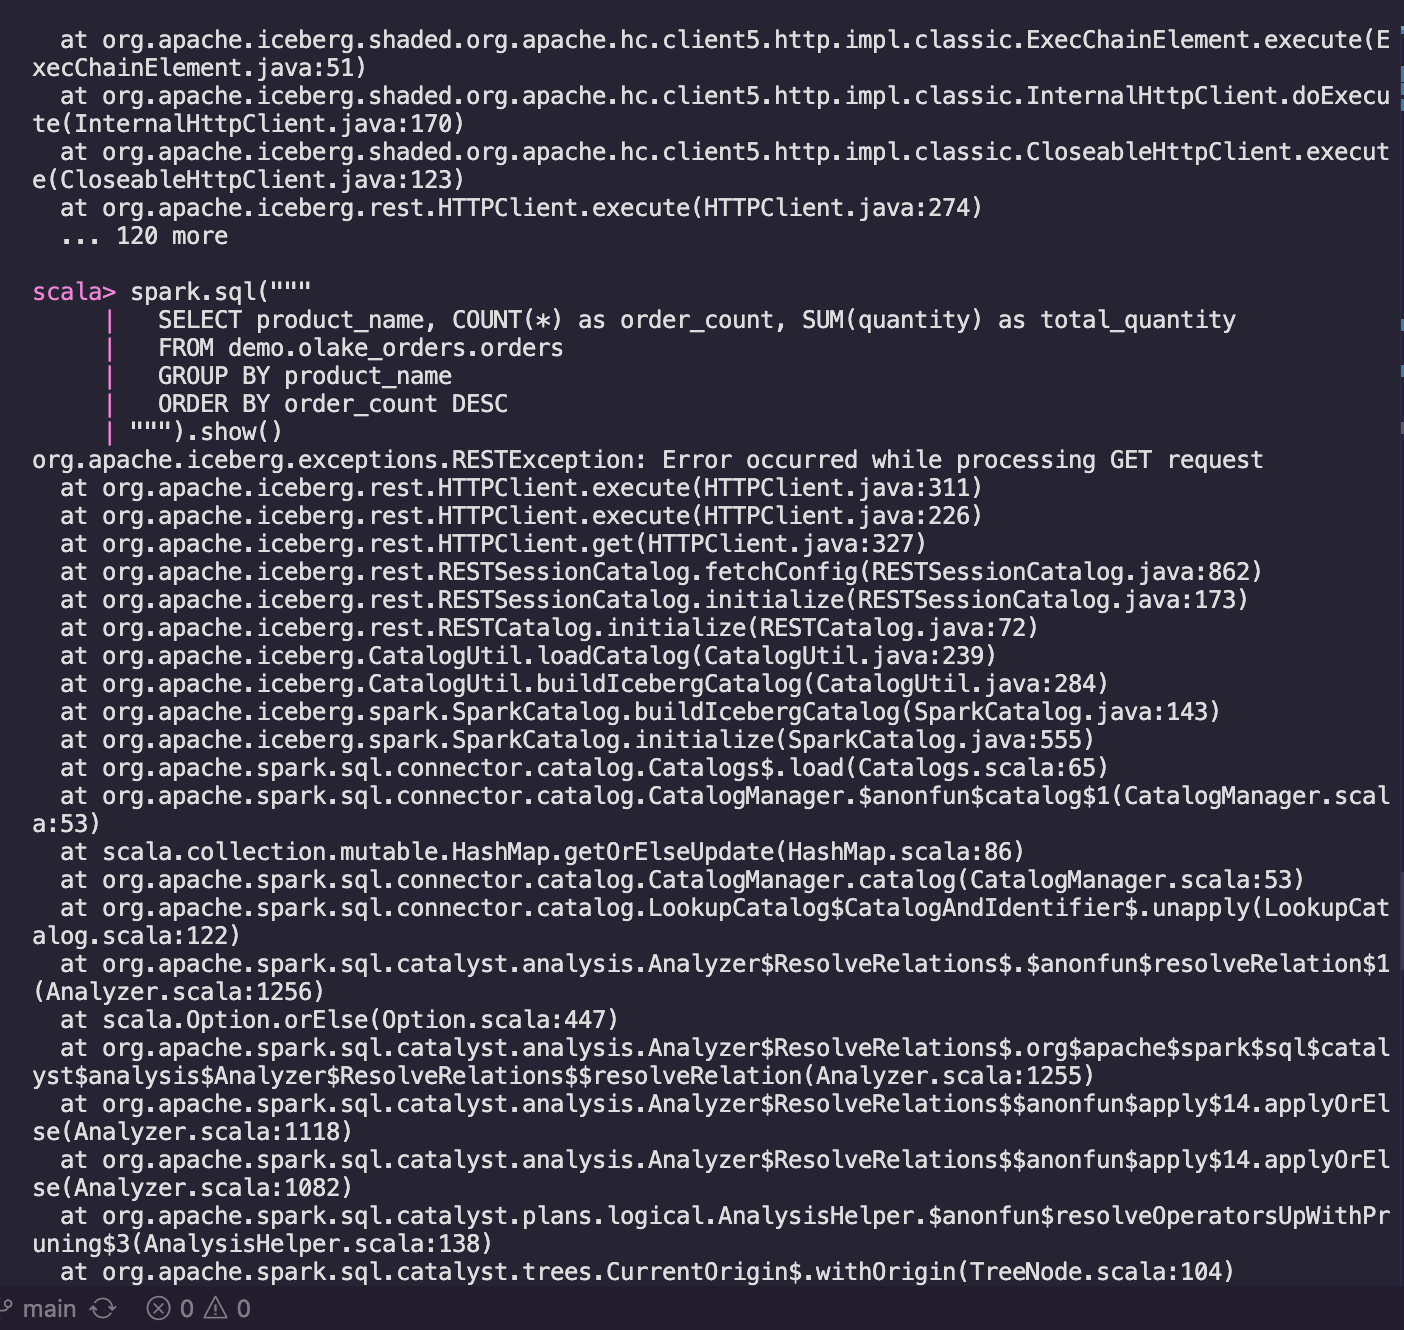 at org.apache.iceberg.shaded.org.apache.hc.client5.http.impl.classic.ExecChainElement.execute(E
xecChainElement.java:51)
  at org.apache.iceberg.shaded.org.apache.hc.client5.http.impl.classic.InternalHttpClient.doExecu
te(InternalHttpClient.java:170)
  at org.apache.iceberg.shaded.org.apache.hc.client5.http.impl.classic.CloseableHttpClient.execut
e(CloseableHttpClient.java:123)
  at org.apache.iceberg.rest.HTTPClient.execute(HTTPClient.java:274)
  ... 120 more

scala> spark.sql("""
     |   SELECT product_name, COUNT(*) as order_count, SUM(quantity) as total_quantity
     |   FROM demo.olake_orders.orders
     |   GROUP BY product_name
     |   ORDER BY order_count DESC
     | """).show()
org.apache.iceberg.exceptions.RESTException: Error occurred while processing GET request
  at org.apache.iceberg.rest.HTTPClient.execute(HTTPClient.java:311)
  at org.apache.iceberg.rest.HTTPClient.execute(HTTPClient.java:226)
  at org.apache.iceberg.rest.HTTPClient.get(HTTPClient.java:327)
  at org.apache.iceberg.rest.RESTSessionCatalog.fetchConfig(RESTSessionCatalog.java:862)
  at org.apache.iceberg.rest.RESTSessionCatalog.initialize(RESTSessionCatalog.java:173)
  at org.apache.iceberg.rest.RESTCatalog.initialize(RESTCatalog.java:72)
  at org.apache.iceberg.CatalogUtil.loadCatalog(CatalogUtil.java:239)
  at org.apache.iceberg.CatalogUtil.buildIcebergCatalog(CatalogUtil.java:284)
  at org.apache.iceberg.spark.SparkCatalog.buildIcebergCatalog(SparkCatalog.java:143)
  at org.apache.iceberg.spark.SparkCatalog.initialize(SparkCatalog.java:555)
  at org.apache.spark.sql.connector.catalog.Catalogs$.load(Catalogs.scala:65)
  at org.apache.spark.sql.connector.catalog.CatalogManager.$anonfun$catalog$1(CatalogManager.scal
a:53)
  at scala.collection.mutable.HashMap.getOrElseUpdate(HashMap.scala:86)
  at org.apache.spark.sql.connector.catalog.CatalogManager.catalog(CatalogManager.scala:53)
  at org.apache.spark.sql.connector.catalog.LookupCatalog$CatalogAndIdentifier$.unapply(LookupCat
alog.scala:122)
  at org.apache.spark.sql.catalyst.analysis.Analyzer$ResolveRelations$.$anonfun$resolveRelation$1
(Analyzer.scala:1256)
  at scala.Option.orElse(Option.scala:447)
  at org.apache.spark.sql.catalyst.analysis.Analyzer$ResolveRelations$.org$apache$spark$sql$catal
yst$analysis$Analyzer$ResolveRelations$$resolveRelation(Analyzer.scala:1255)
  at org.apache.spark.sql.catalyst.analysis.Analyzer$ResolveRelations$$anonfun$apply$14.applyOrEl
se(Analyzer.scala:1118)
  at org.apache.spark.sql.catalyst.analysis.Analyzer$ResolveRelations$$anonfun$apply$14.applyOrEl
se(Analyzer.scala:1082)
  at org.apache.spark.sql.catalyst.plans.logical.AnalysisHelper.$anonfun$resolveOperatorsUpWithPr
uning$3(AnalysisHelper.scala:138)
  at org.apache.spark.sql.catalyst.trees.CurrentOrigin$.withOrigin(TreeNode.scala:104)
main 0 0